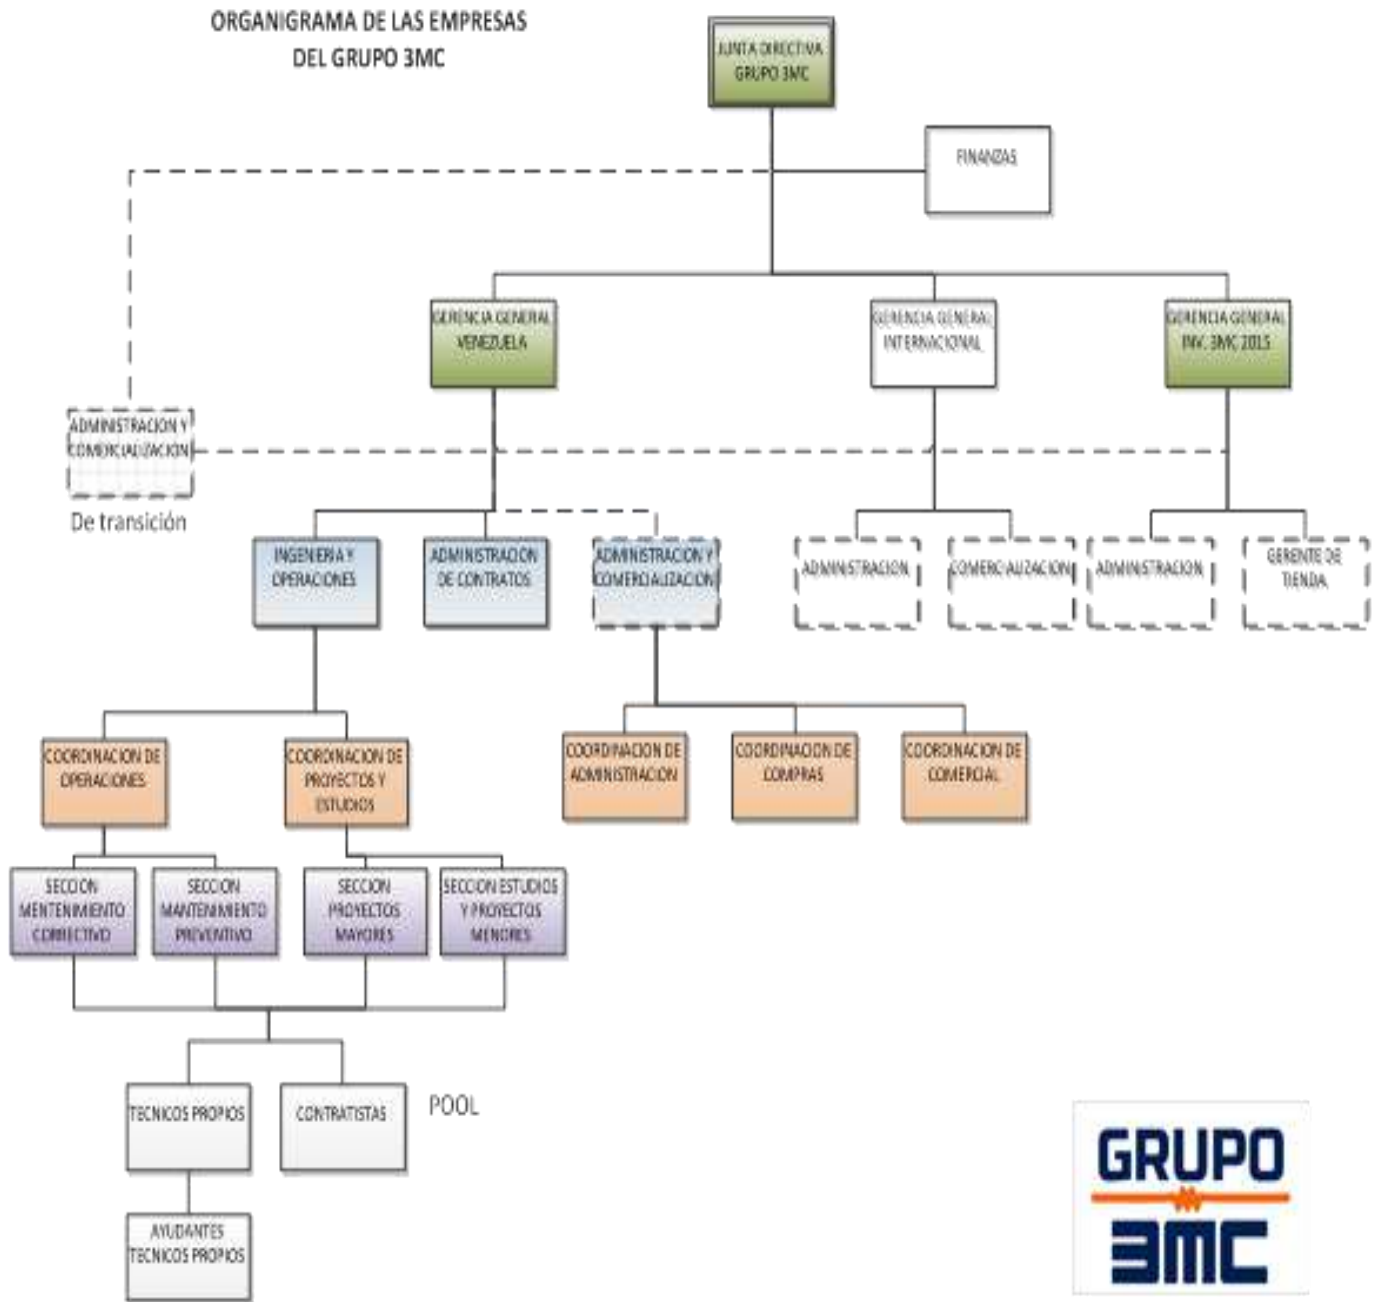 ORGANIGRAMA DE LAS EMPRESAS
DEL GRUPO 3MC
JUNTA DIRECTIVA
GRUPO 3MC
FINANZAS
GERENCIA GENERAL
VENEZUELA
GERENCIA GENERAL
INTERNACIONAL
GERENCIA GENERAL
INV. 3MC 2015
ADMINISTRACION Y
COMERCIALIZACION
De transición
INGENIERIA Y
OPERACIONES
ADMINISTRACION
DE CONTRATOS
ADMINISTRACION Y
COMERCIALIZACION
ADMINISTRACION
COMERCIALIZACION
ADMINISTRACION
GERENTE DE
TIENDA
COORDINACION DE
OPERACIONES
COORDINACION DE
PROYECTOS Y
ESTUDIOS
COORDINACION DE
ADMINISTRACION
COORDINACION DE
COMPRAS
COORDINACION DE
COMERCIAL
SECCION
MENTENIMIENTO
CORRECTIVO
SECCION
MANTENIMIENTO
PREVENTIVO
SECCION
PROYECTOS
MAYORES
SECCION ESTUDIOS
Y PROYECTOS
MENORES
TECNICOS PROPIOS
CONTRATISTAS
POOL
AYUDANTES
TECNICOS PROPIOS
GRUPO
3MC